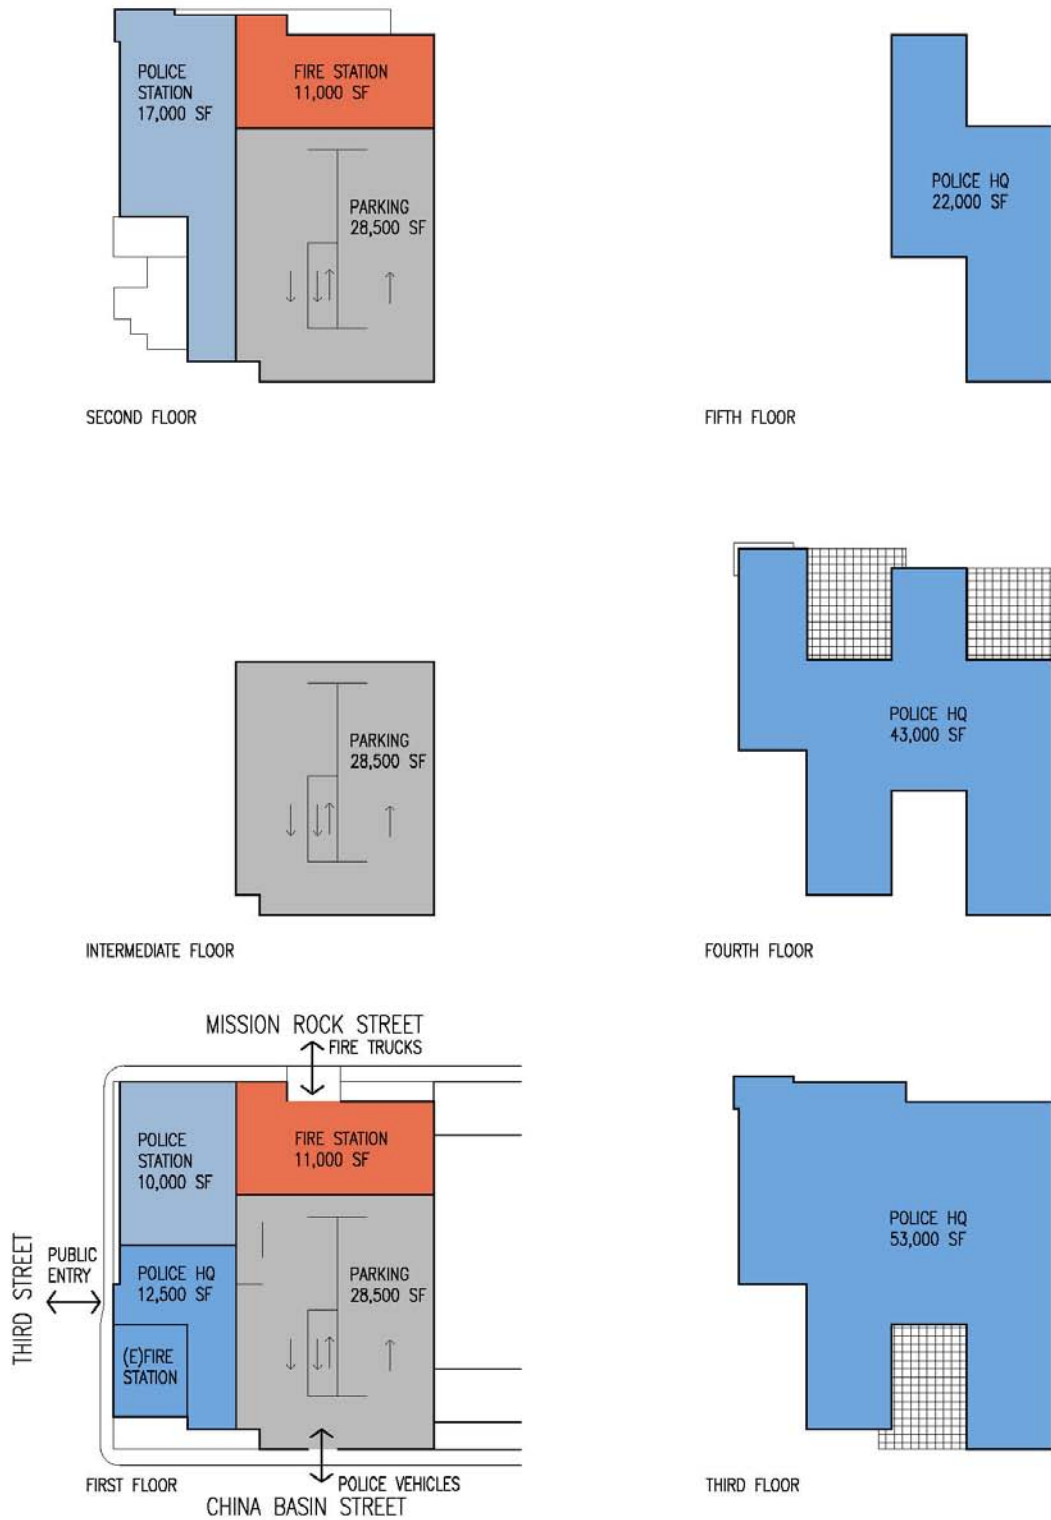 POLICE
STATION
17,000 SF
FIRE STATION
11,000 SF
PARKING
28,500 SF
SECOND FLOOR
POLICE HQ
22,000 SF
FIFTH FLOOR
PARKING
28,500 SF
INTERMEDIATE FLOOR
POLICE HQ
43,000 SF
FOURTH FLOOR
MISSION ROCK STREET
FIRE TRUCKS
POLICE
STATION
10,000 SF
FIRE STATION
11,000 SF
THIRD STREET
PUBLIC
ENTRY
POLICE HQ
12,500 SF
PARKING
28,500 SF
(E)FIRE
STATION
FIRST FLOOR
POLICE VEHICLES
CHINA BASIN STREET
POLICE HQ
53,000 SF
THIRD FLOOR